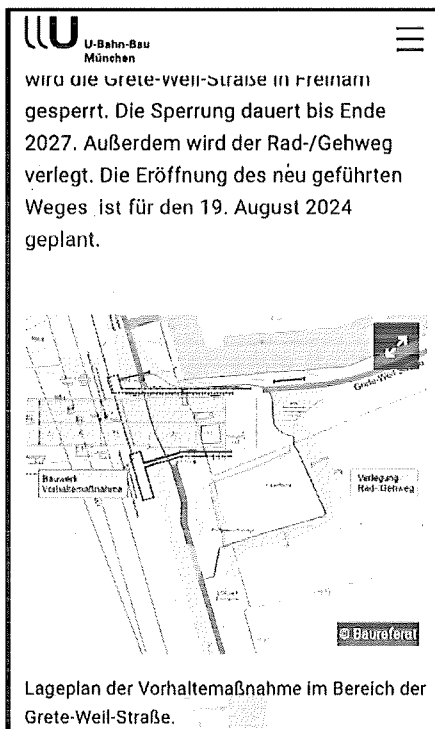 U
U-Bahn-Bau
München
wird die Grete-Weil-Straße in Freiham
gesperrt. Die Sperrung dauert bis Ende
2027. Außerdem wird der Rad-/Gehweg
verlegt. Die Eröffnung des neu geführten
Weges ist für den 19. August 2024
geplant.
Grete-Weil-
Bauwerk
Vorhaltemaßnahme
Verlegung
Rad- Gehweg
© Baureferat
Lageplan der Vorhaltemaßnahme im Bereich der
Grete-Weil-Straße.